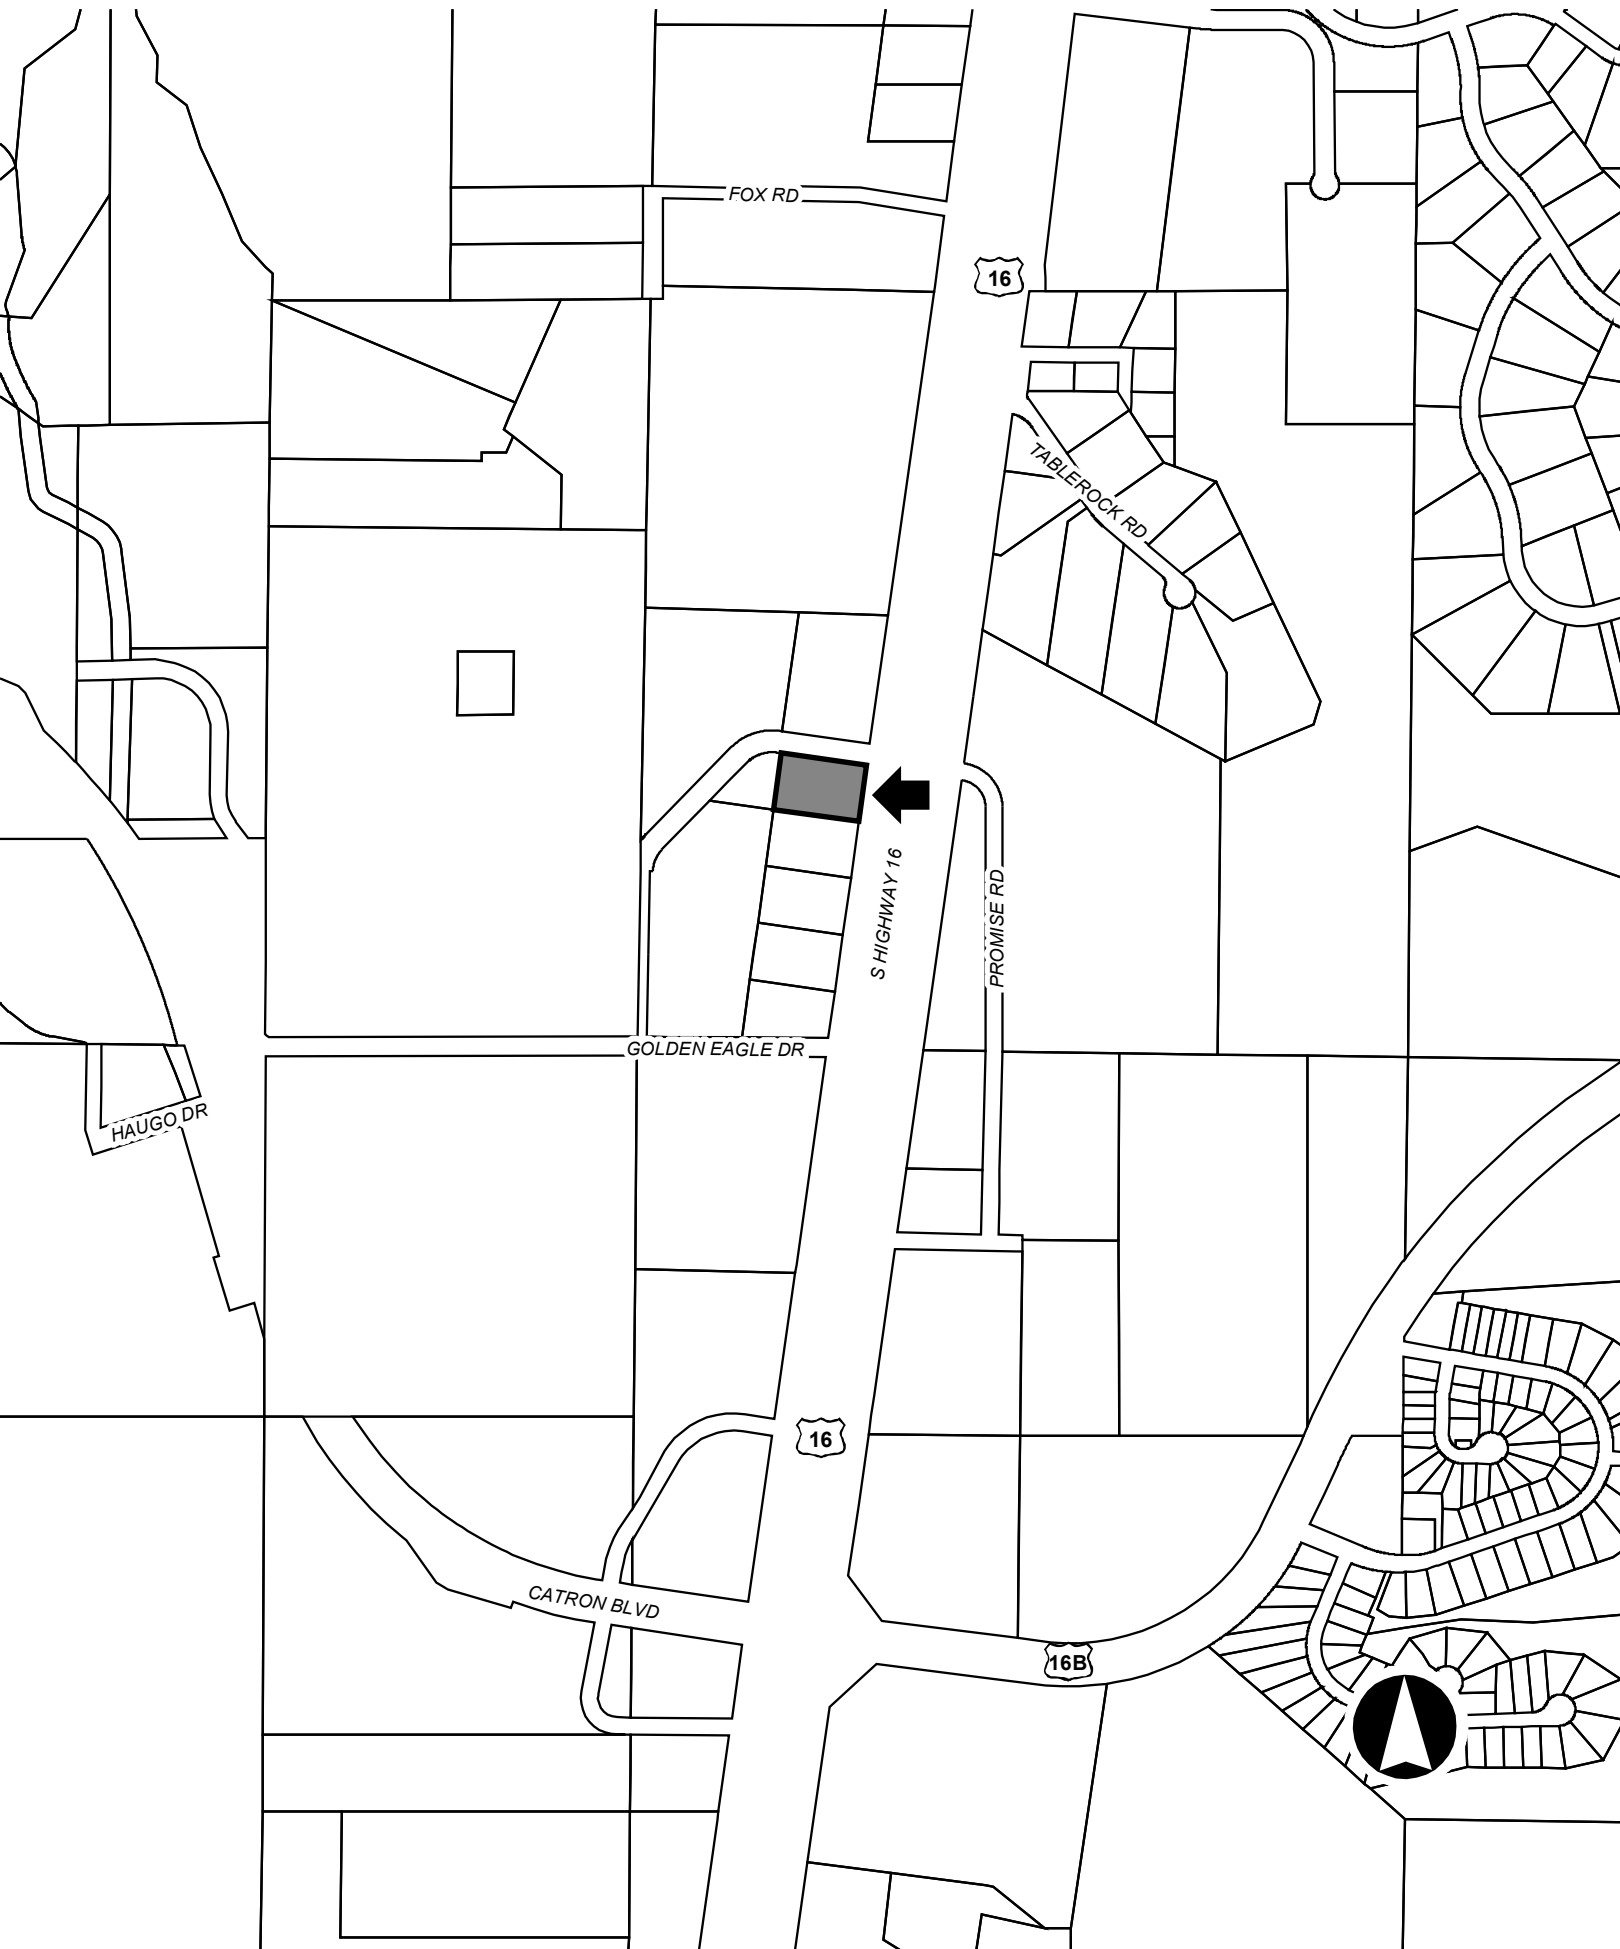 FOX RD
16
TABLEROCK RD
S HIGHWAY 16
PROMISE RD
GOLDEN EAGLE DR
HAUGO DR
16
CATRON BLVD
16B